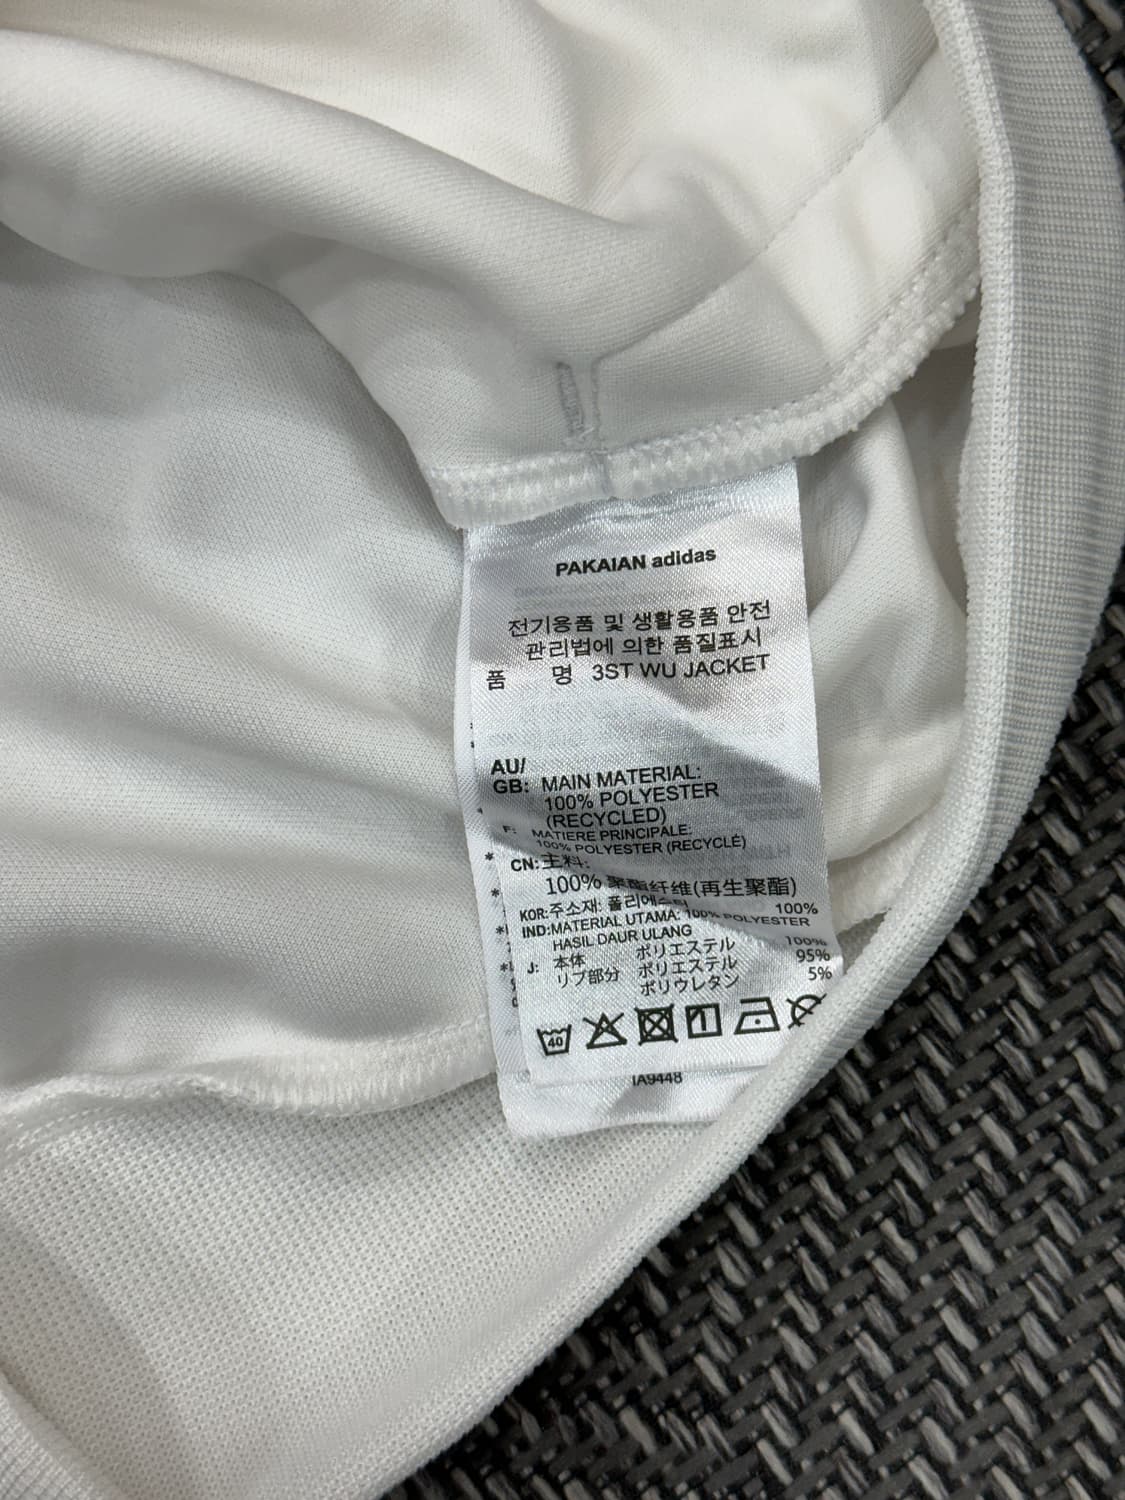 PAKAIAN adidas
전기용품 및 생활용품 안전
관리법에 의한 품질표시
품 명 3ST WU JACKET
AU/
GB: MAIN MATERIAL:
100% POLYESTER
(RECYCLED)
F: MATIERE PRINCIPALE:
100% POLYESTER (RECYCLÉ)
CN:主料:
100% 聚酯纤维(再生聚酯)
KOR:주소재: 폴리에스터 100%
IND:MATERIAL UTAMA: 100% POLYESTER
HASIL DAUR ULANG
J: 本体 ポリエステル 100%
リブ部分 ポリエステル 95%
ポリウレタン 5%
40
IA9448